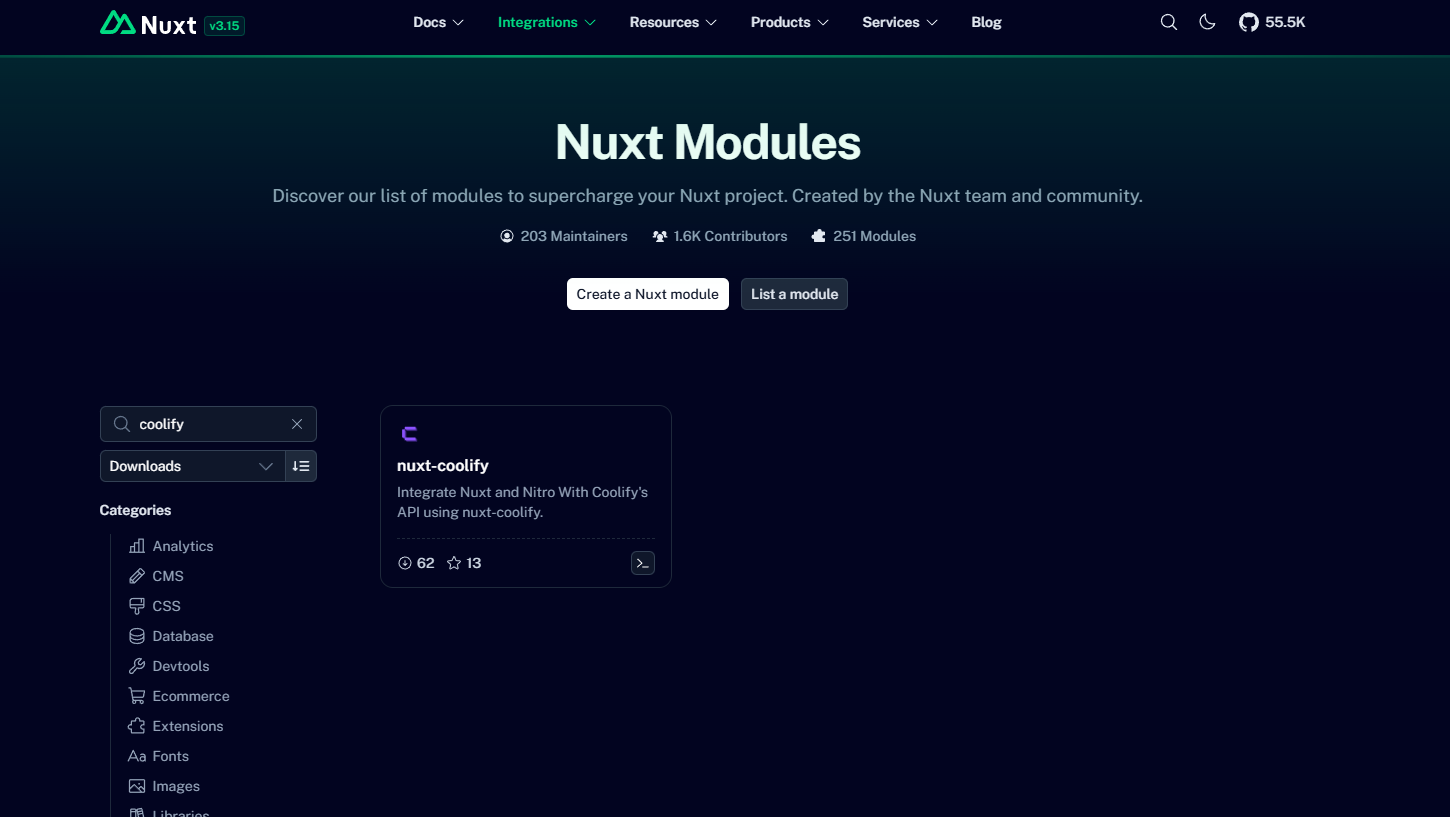 Nuxt v3.15
Docs
Integrations
Resources
Products
Services
Blog
55.5K
Nuxt Modules
Discover our list of modules to supercharge your Nuxt project. Created by the Nuxt team and community.
203 Maintainers
1.6K Contributors
251 Modules
Create a Nuxt module
List a module
coolify
Downloads
Categories
Analytics
CMS
CSS
Database
Devtools
Ecommerce
Extensions
Fonts
Images
Libraries
nuxt-coolify
Integrate Nuxt and Nitro With Coolify's
API using nuxt-coolify.
62
13